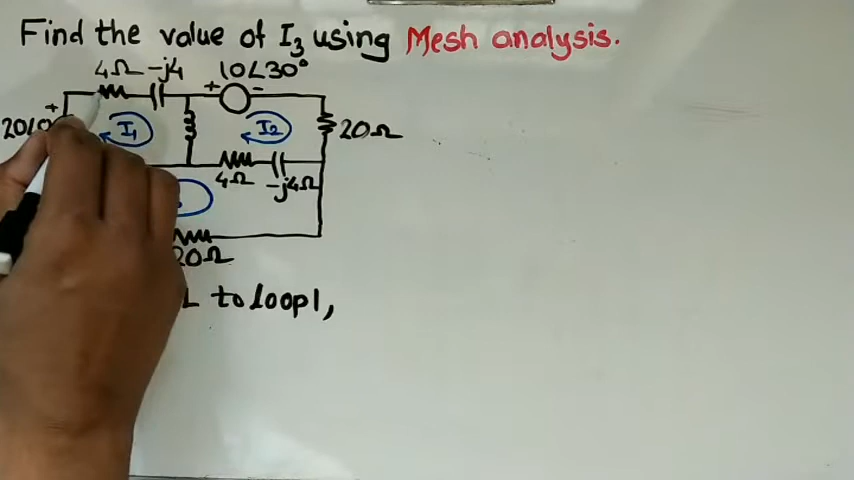 Find the value of I3 using Mesh analysis.
4Ω -j4 10∠30°
+ + -
I1 I2 20Ω
4Ω -j4Ω
20Ω
to loop1,